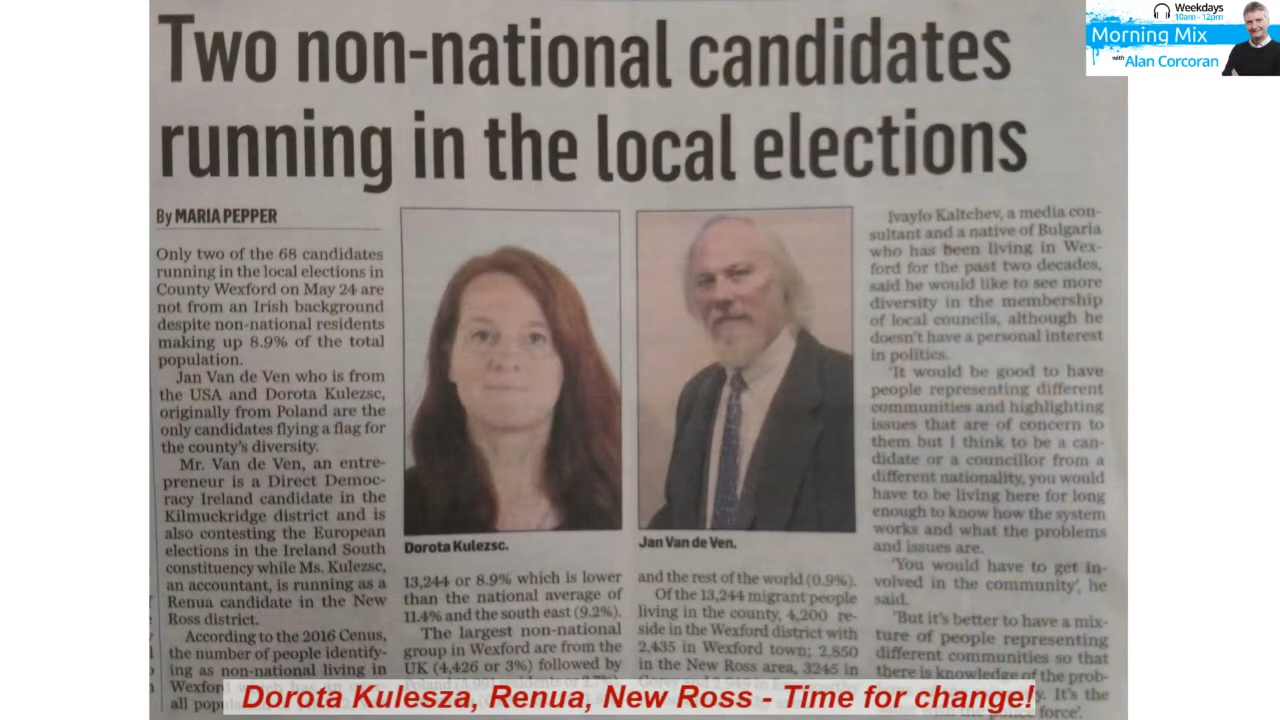 Weekdays
10am - 12pm
Morning Mix
with Alan Corcoran
Two non-national candidates
running in the local elections
By MARIA PEPPER
Only two of the 68 candidates
running in the local elections in
County Wexford on May 24 are
not from an Irish background
despite non-national residents
making up 8.9% of the total
population.
Jan Van de Ven who is from
the USA and Dorota Kulezsc,
originally from Poland are the
only candidates flying a flag for
the county's diversity.
Mr. Van de Ven, an entre-
preneur is a Direct Democ-
racy Ireland candidate in the
Kilmuckridge district and is
also contesting the European
elections in the Ireland South
constituency while Ms. Kulezsc,
an accountant, is running as a
Renua candidate in the New
Ross district.
According to the 2016 Cenus,
the number of people identify-
ing as non-national living in
Wexford
all
Dorota Kulezsc.
13,244 or 8.9% which is lower
than the national average of
11.4% and the south east (9.2%).
The largest non-national
group in Wexford are from the
UK (4,426 or 3%) followed by
Jan Van de Ven.
and the rest of the world (0.9%).
Of the 13,244 migrant people
living in the county, 4,200 re-
side in the Wexford district with
2,435 in Wexford town; 2,850
in the New Ross area, 3245 in
Ivaylo Kaltchev, a media con-
sultant and a native of Bulgaria
who has been living in Wex-
ford for the past two decades,
said he would like to see more
diversity in the membership
of local councils, although he
doesn't have a personal interest
in politics.
'It would be good to have
people representing different
communities and highlighting
issues that are of concern to
them but I think to be a can-
didate or a councillor from a
different nationality, you would
have to be living here for long
enough to know how the system
works and what the problems
and issues are.
'You would have to get in-
volved in the community', he
said.
'But it's better to have a mix-
ture of people representing
different communities so that
there is knowledge of the prob-
It's the
force'.
Dorota Kulesza, Renua, New Ross - Time for change!